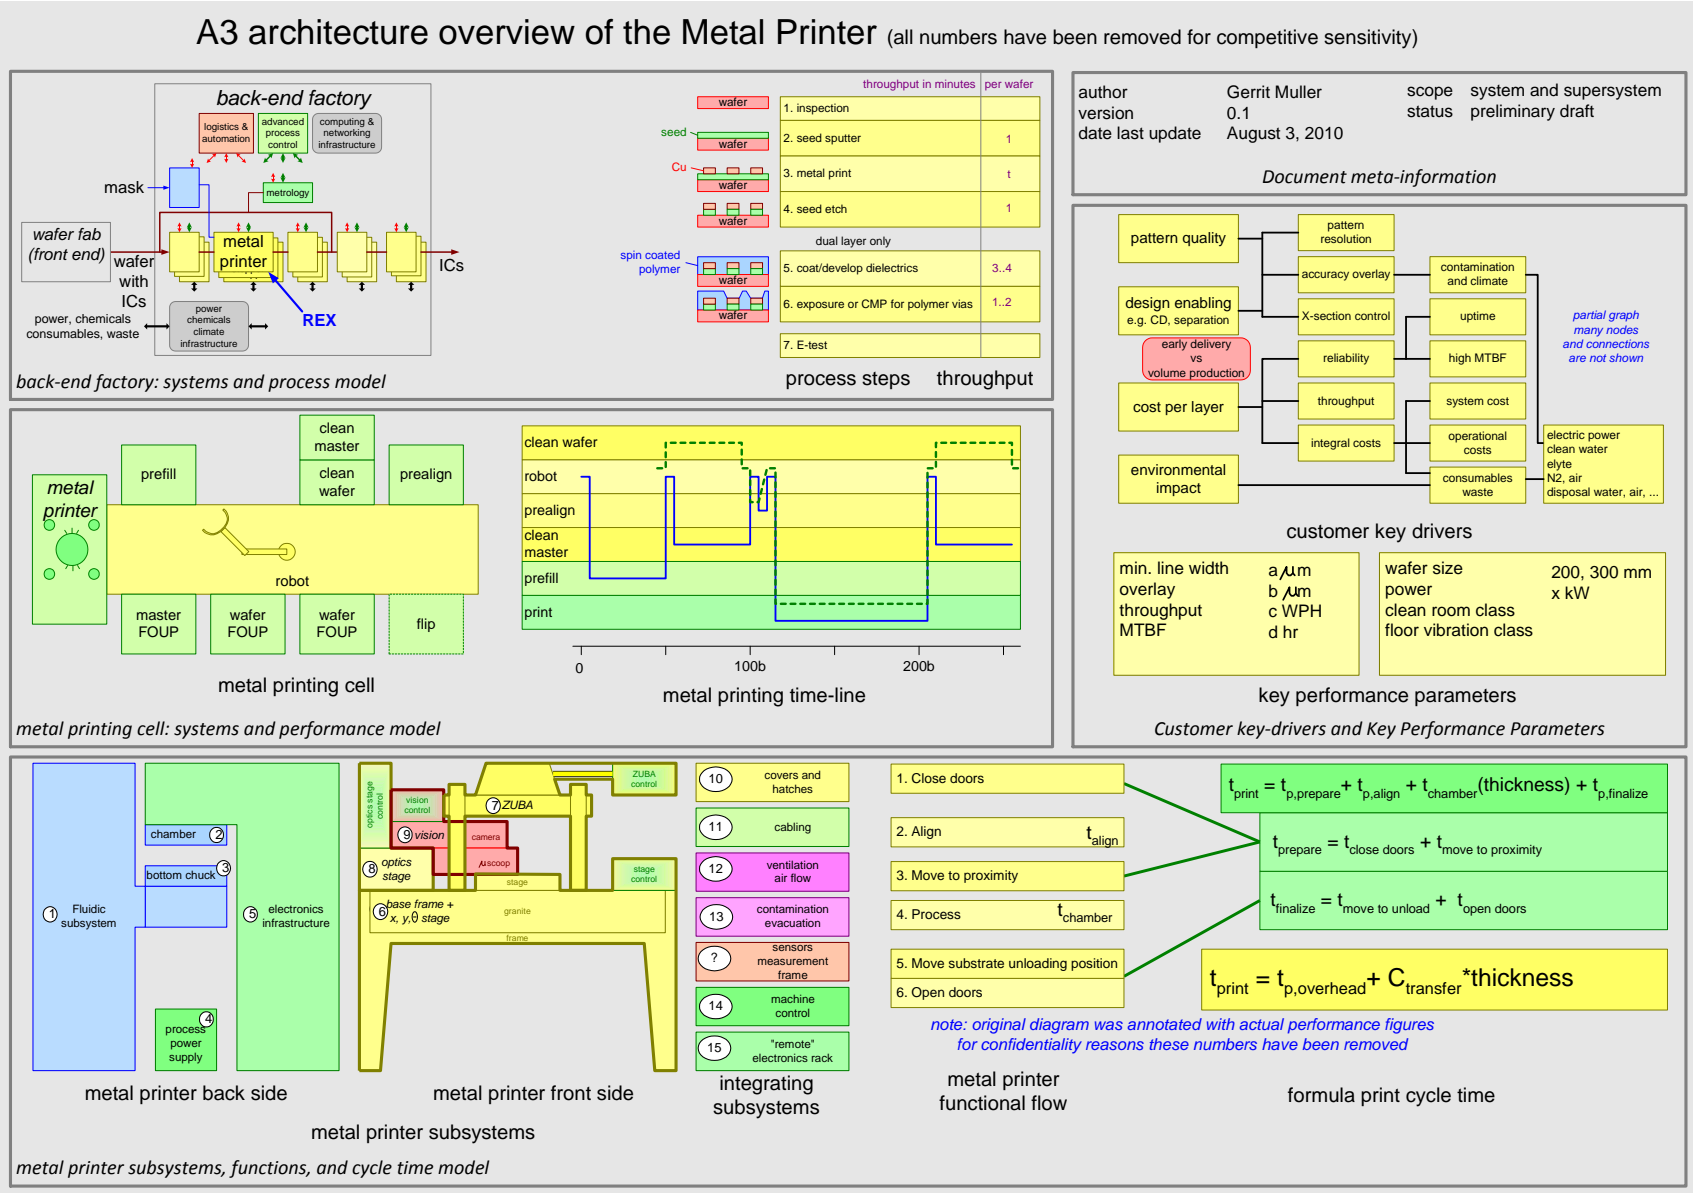 A3 architecture overview of the Metal Printer (all numbers have been removed for competitive sensitivity)
back-end factory
logistics &
automation
advanced
process
control
computing &
networking
infrastructure
mask
metrology
wafer fab
(front end)
metal
printer
wafer
with
ICs
ICs
power, chemicals
consumables, waste
power
chemicals
climate
infrastructure
REX
back-end factory: systems and process model
throughput in minutes
per wafer
wafer
1. inspection
seed
wafer
2. seed sputter
1
Cu
wafer
3. metal print
t
wafer
4. seed etch
1
dual layer only
spin coated
polymer
wafer
5. coat/develop dielectrics
3..4
wafer
6. exposure or CMP for polymer vias
1..2
7. E-test
process steps
throughput
author Gerrit Muller
version 0.1
date last update August 3, 2010
scope system and supersystem
status preliminary draft
Document meta-information
pattern quality
design enabling
e.g. CD, separation
early delivery
vs
volume production
cost per layer
environmental
impact
pattern
resolution
accuracy overlay
X-section control
reliability
throughput
integral costs
contamination
and climate
uptime
high MTBF
system cost
operational
costs
consumables
waste
partial graph
many nodes
and connections
are not shown
electric power
clean water
elyte
N2, air
disposal water, air, ...
customer key drivers
min. line width a μm
overlay b μm
throughput c WPH
MTBF d hr
wafer size 200, 300 mm
power x kW
clean room class
floor vibration class
key performance parameters
Customer key-drivers and Key Performance Parameters
metal
printer
prefill
clean
master
clean
wafer
prealign
robot
master
FOUP
wafer
FOUP
wafer
FOUP
flip
metal printing cell
clean wafer
robot
prealign
clean
master
prefill
print
0
100b
200b
metal printing time-line
metal printing cell: systems and performance model
1 Fluidic
subsystem
chamber 2
bottom chuck 3
process
power
supply
4
5 electronics
infrastructure
metal printer back side
optics stage
control
vision
control
ZUBA
control
7 ZUBA
9 vision
camera
μscoop
8 optics
stage
stage
stage
control
6 base frame +
x, y,θ stage
granite
frame
metal printer front side
metal printer subsystems
10 covers and
hatches
11 cabling
12 ventilation
air flow
13 contamination
evacuation
? sensors
measurement
frame
14 machine
control
15 "remote"
electronics rack
integrating
subsystems
1. Close doors
2. Align t align
3. Move to proximity
4. Process t chamber
5. Move substrate unloading position
6. Open doors
t print = t p,prepare + t p,align + t chamber (thickness) + t p,finalize
t prepare = t close doors + t move to proximity
t finalize = t move to unload + t open doors
t print = t p,overhead + C transfer *thickness
note: original diagram was annotated with actual performance figures
for confidentiality reasons these numbers have been removed
metal printer
functional flow
formula print cycle time
metal printer subsystems, functions, and cycle time model